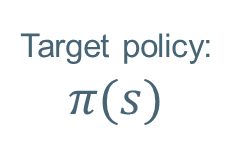 Target policy:
π(s)